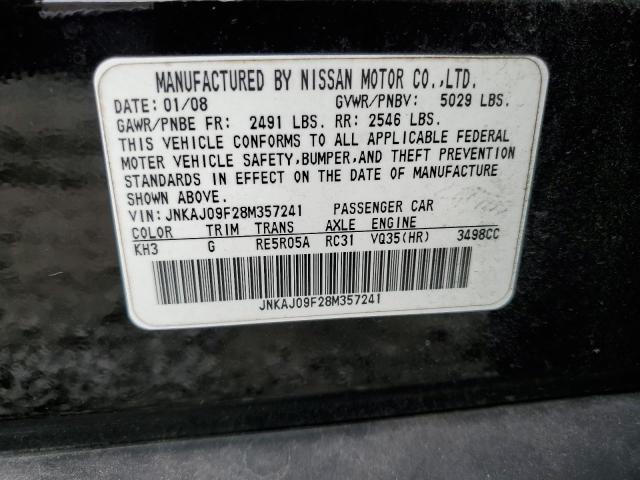 MANUFACTURED BY NISSAN MOTOR CO.,LTD.
DATE: 01/08 GVWR/PNBV: 5029 LBS.
GAWR/PNBE FR: 2491 LBS. RR: 2546 LBS.
THIS VEHICLE CONFORMS TO ALL APPLICABLE FEDERAL
MOTOR VEHICLE SAFETY,BUMPER,AND THEFT PREVENTION
STANDARDS IN EFFECT ON THE DATE OF MANUFACTURE
SHOWN ABOVE.
VIN: JNKAJ09F28M357241 PASSENGER CAR
COLOR TRIM TRANS AXLE ENGINE
KH3 G RE5R05A RC31 VQ35(HR) 3498CC
JNKAJ09F28M357241